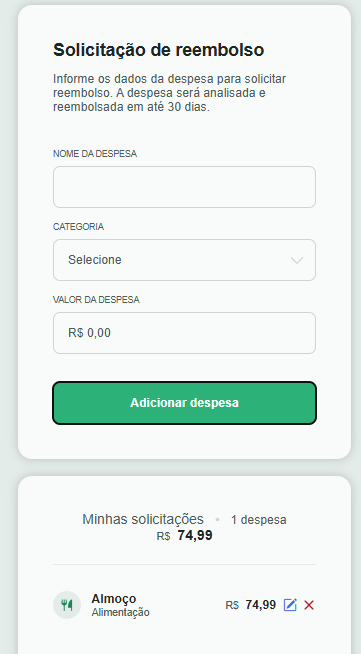 Solicitação de reembolso
Informe os dados da despesa para solicitar
reembolso. A despesa será analisada e
reembolsada em até 30 dias.
NOME DA DESPESA
CATEGORIA
Selecione
VALOR DA DESPESA
R$ 0,00
Adicionar despesa
Minhas solicitações • 1 despesa
R$ 74,99
Almoço
Alimentação
R$ 74,99